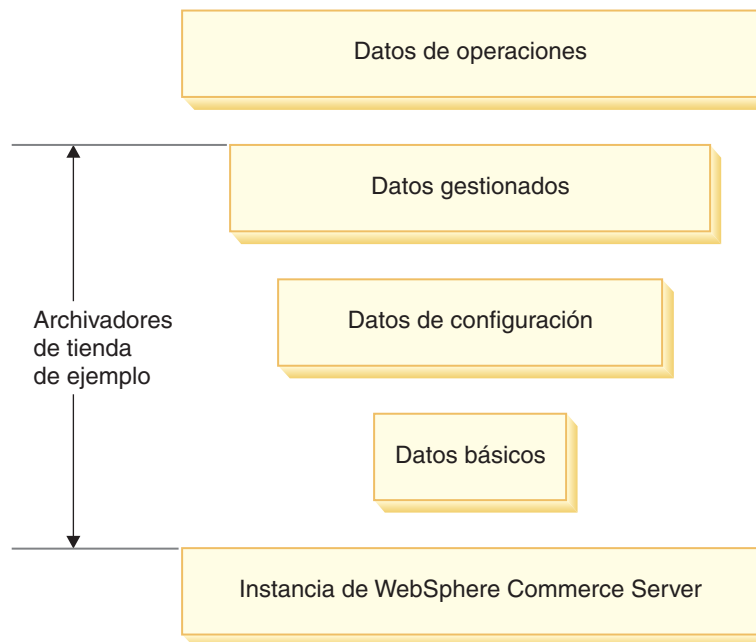 Datos de operaciones
Datos gestionados
Datos de configuración
Archivadores
de tienda
de ejemplo
Datos básicos
Instancia de WebSphere Commerce Server